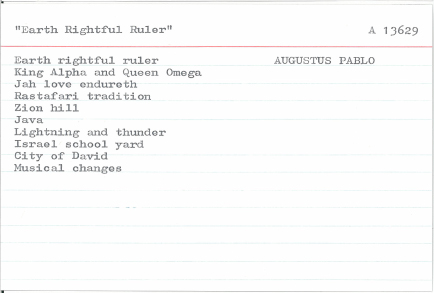 "Earth Rightful Ruler" A 13629
Earth rightful ruler AUGUSTUS PABLO
King Alpha and Queen Omega
Jah love endureth
Rastafari tradition
Zion hill
Java
Lightning and thunder
Israel school yard
City of David
Musical changes